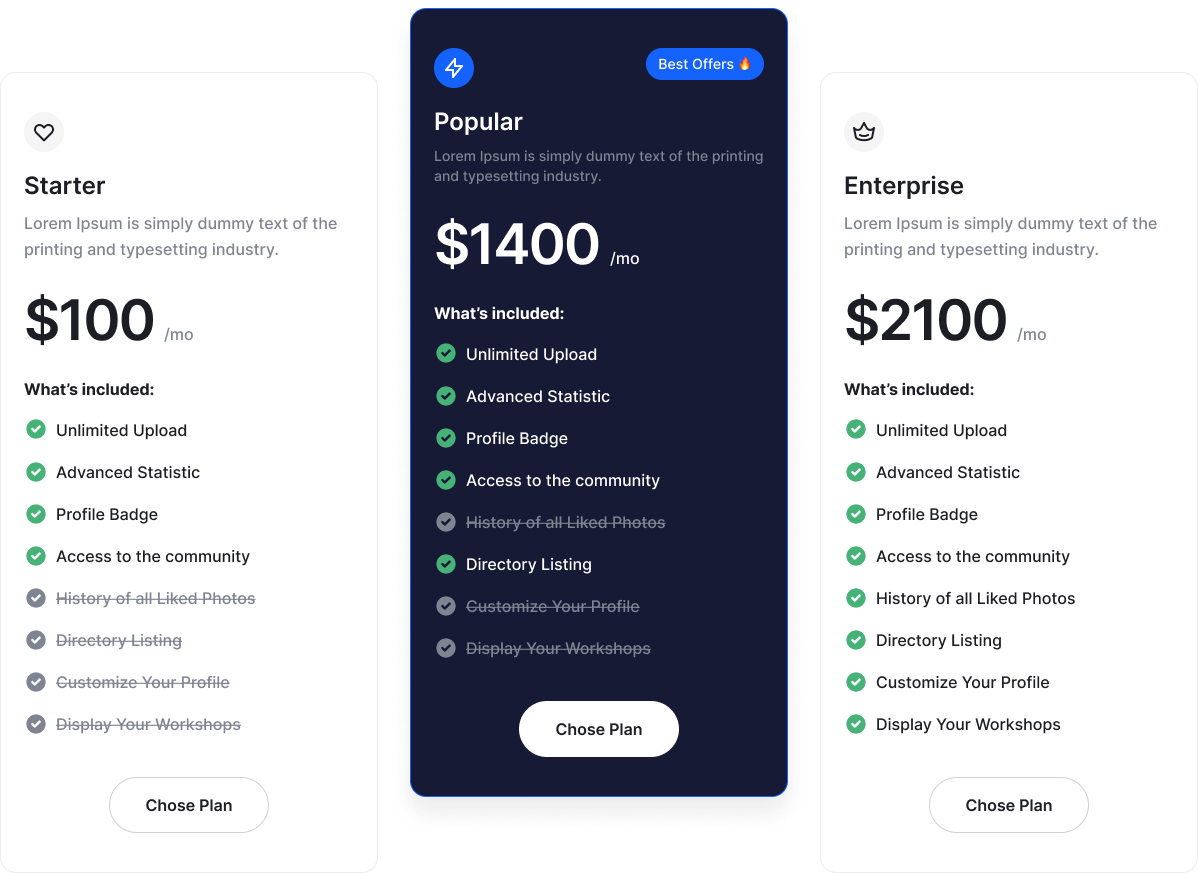 Starter
Lorem Ipsum is simply dummy text of the
printing and typesetting industry.
$100 /mo
What’s included:
Unlimited Upload
Advanced Statistic
Profile Badge
Access to the community
History of all Liked Photos
Directory Listing
Customize Your Profile
Display Your Workshops
Chose Plan
Best Offers 🔥
Popular
Lorem Ipsum is simply dummy text of the printing
and typesetting industry.
$1400 /mo
What’s included:
Unlimited Upload
Advanced Statistic
Profile Badge
Access to the community
History of all Liked Photos
Directory Listing
Customize Your Profile
Display Your Workshops
Chose Plan
Enterprise
Lorem Ipsum is simply dummy text of the
printing and typesetting industry.
$2100 /mo
What’s included:
Unlimited Upload
Advanced Statistic
Profile Badge
Access to the community
History of all Liked Photos
Directory Listing
Customize Your Profile
Display Your Workshops
Chose Plan